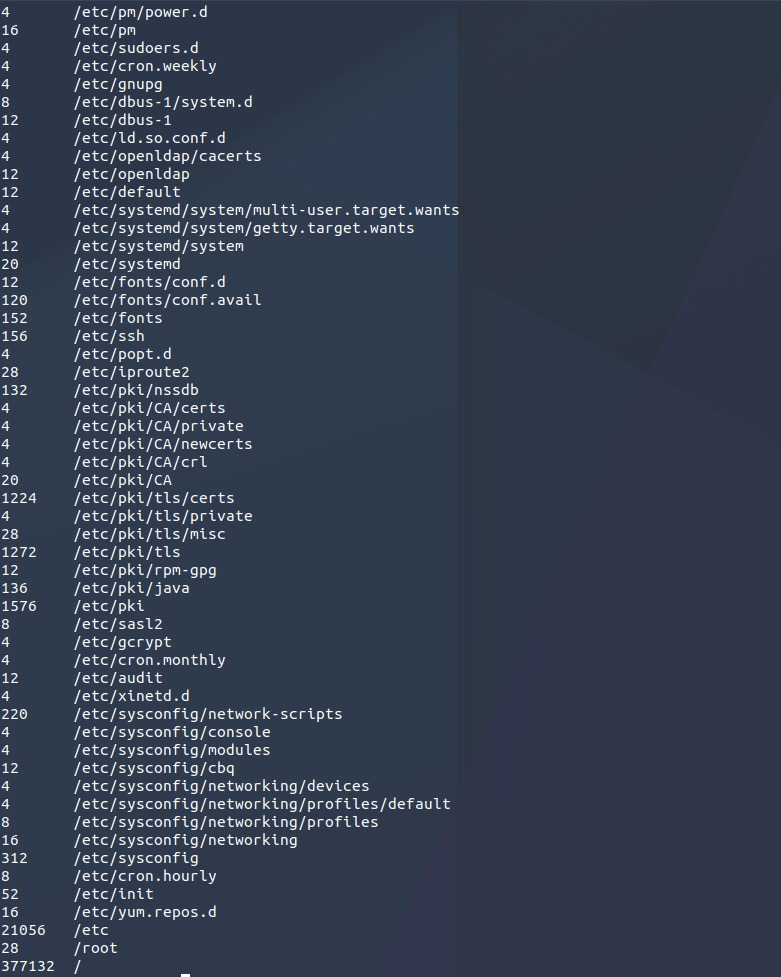 4 /etc/pm/power.d
16 /etc/pm
4 /etc/sudoers.d
4 /etc/cron.weekly
4 /etc/gnupg
8 /etc/dbus-1/system.d
12 /etc/dbus-1
4 /etc/ld.so.conf.d
4 /etc/openldap/cacerts
12 /etc/openldap
12 /etc/default
4 /etc/systemd/system/multi-user.target.wants
4 /etc/systemd/system/getty.target.wants
12 /etc/systemd/system
20 /etc/systemd
12 /etc/fonts/conf.d
120 /etc/fonts/conf.avail
152 /etc/fonts
156 /etc/ssh
4 /etc/popt.d
28 /etc/iproute2
132 /etc/pki/nssdb
4 /etc/pki/CA/certs
4 /etc/pki/CA/private
4 /etc/pki/CA/newcerts
4 /etc/pki/CA/crl
20 /etc/pki/CA
1224 /etc/pki/tls/certs
4 /etc/pki/tls/private
28 /etc/pki/tls/misc
1272 /etc/pki/tls
12 /etc/pki/rpm-gpg
136 /etc/pki/java
1576 /etc/pki
8 /etc/sasl2
4 /etc/gcrypt
4 /etc/cron.monthly
12 /etc/audit
4 /etc/xinetd.d
220 /etc/sysconfig/network-scripts
4 /etc/sysconfig/console
4 /etc/sysconfig/modules
12 /etc/sysconfig/cbq
4 /etc/sysconfig/networking/devices
4 /etc/sysconfig/networking/profiles/default
8 /etc/sysconfig/networking/profiles
16 /etc/sysconfig/networking
312 /etc/sysconfig
8 /etc/cron.hourly
52 /etc/init
16 /etc/yum.repos.d
21056 /etc
28 /root
377132 /